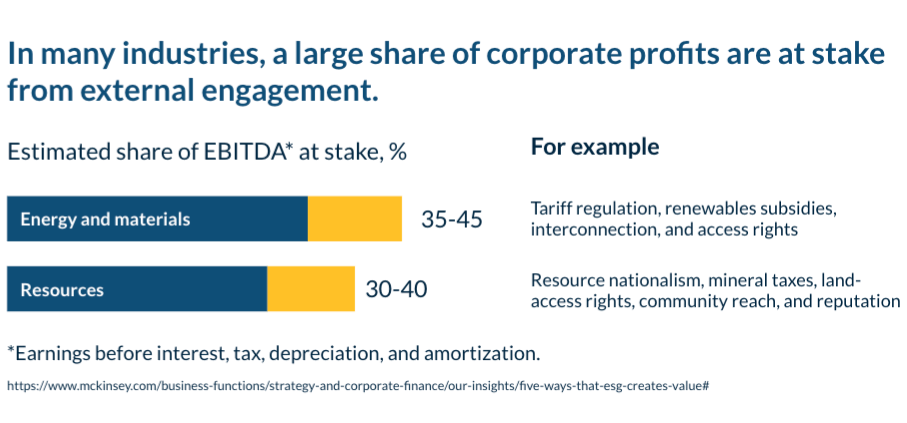 In many industries, a large share of corporate profits are at stake
from external engagement.
Estimated share of EBITDA* at stake, %
For example
Energy and materials
35-45
Tariff regulation, renewables subsidies,
interconnection, and access rights
Resources
30-40
Resource nationalism, mineral taxes, land-
access rights, community reach, and reputation
*Earnings before interest, tax, depreciation, and amortization.
https://www.mckinsey.com/business-functions/strategy-and-corporate-finance/our-insights/five-ways-that-esg-creates-value#